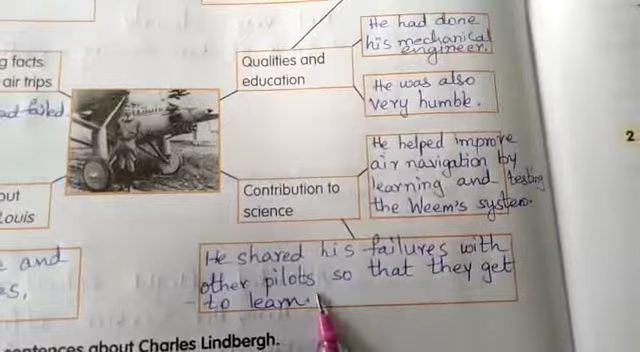 He had done
his mechanical
engineer.
g facts
air trips
Qualities and
education
ad failed
He was also
very humble.
He helped improve
air navigation by
learning and testing
the Weem's system.
out
Louis
Contribution to
science
2
e and
es,
He shared his failures with
other pilots so that they get
to learn.
sentences about Charles Lindbergh.